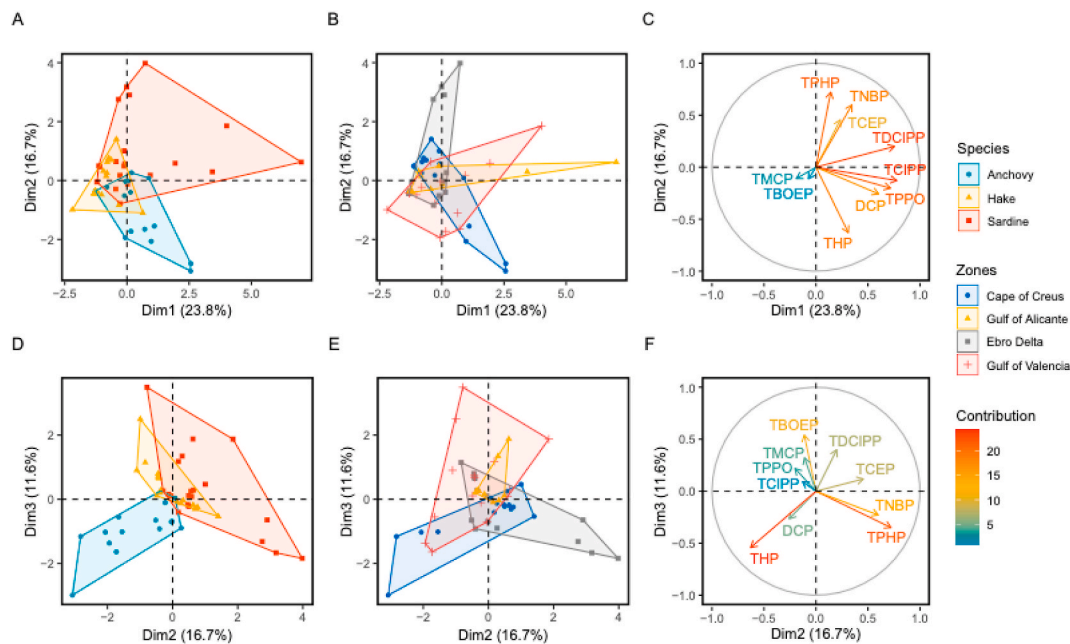 A
B
C
Dim2 (16.7%)
4
2
0
−2
−2.5
0.0
2.5
5.0
Dim1 (23.8%)
Dim2 (16.7%)
4
2
0
−2
−2.5
0.0
2.5
5.0
Dim1 (23.8%)
Dim2 (16.7%)
1.0
0.5
0.0
−0.5
−1.0
TPHP
TNBP
TCEP
TDCIPP
TCIPP
TMCP
TPPO
TBOEP
DCP
THP
−1.0
−0.5
0.0
0.5
1.0
Dim1 (23.8%)
Species
Anchovy
Hake
Sardine
Zones
Cape of Creus
Gulf of Alicante
Ebro Delta
Gulf of Valencia
D
E
F
Dim3 (11.6%)
2
0
−2
−2
0
2
4
Dim2 (16.7%)
Dim3 (11.6%)
2
0
−2
−2
0
2
4
Dim2 (16.7%)
Dim3 (11.6%)
1.0
0.5
0.0
−0.5
−1.0
TBOEP
TDCIPP
TMCP
TPPO
TCEP
TCIPP
TNBP
DCP
TPHP
THP
−1.0
−0.5
0.0
0.5
1.0
Dim2 (16.7%)
Contribution
20
15
10
5